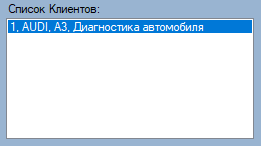 Список Клиентов:
1, AUDI, A3, Диагностика автомобиля